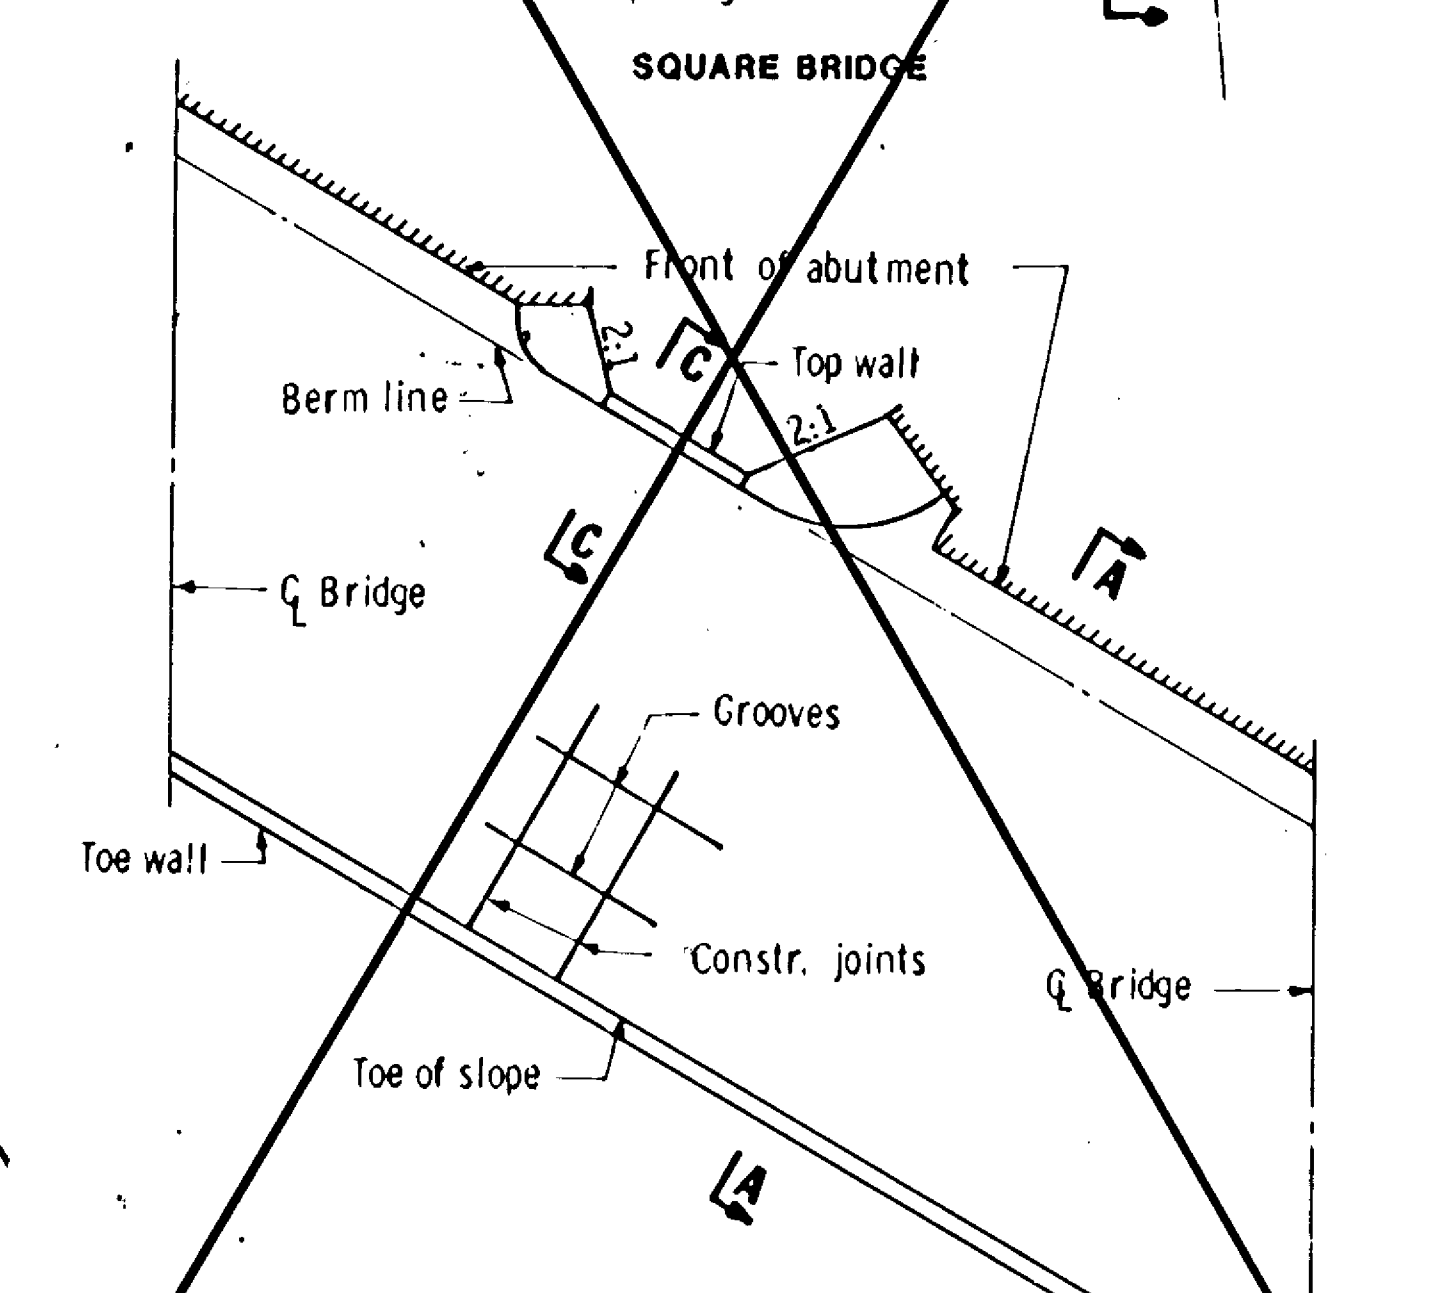 SQUARE BRIDGE
Front of abutment
2:1
C
Top wall
Berm line
2:1
C
A
℄ Bridge
Grooves
Toe wall
Constr. joints
℄ Bridge
Toe of slope
A